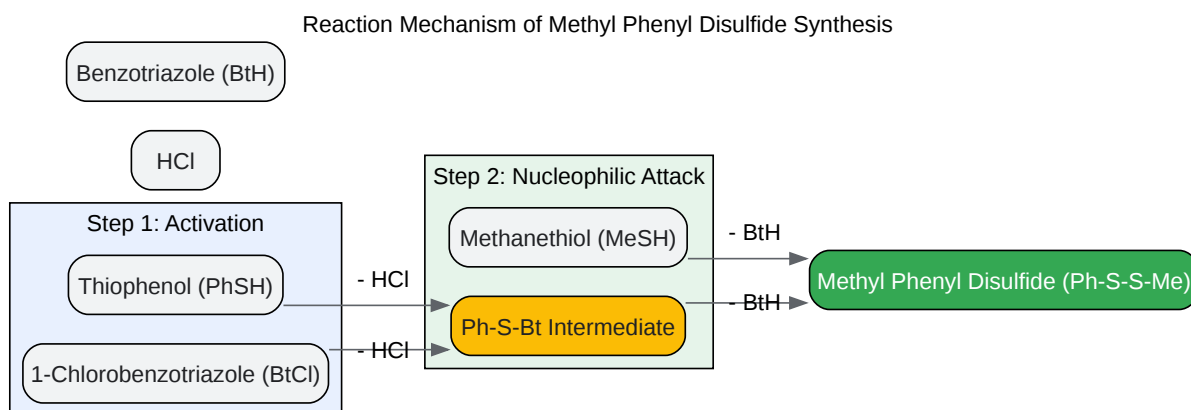 Reaction Mechanism of Methyl Phenyl Disulfide Synthesis
Benzotriazole (BtH)
HCl
Step 1: Activation
Thiophenol (PhSH)
1-Chlorobenzotriazole (BtCl)
- HCl
- HCl
Step 2: Nucleophilic Attack
Methanethiol (MeSH)
Ph-S-Bt Intermediate
- BtH
- BtH
Methyl Phenyl Disulfide (Ph-S-S-Me)